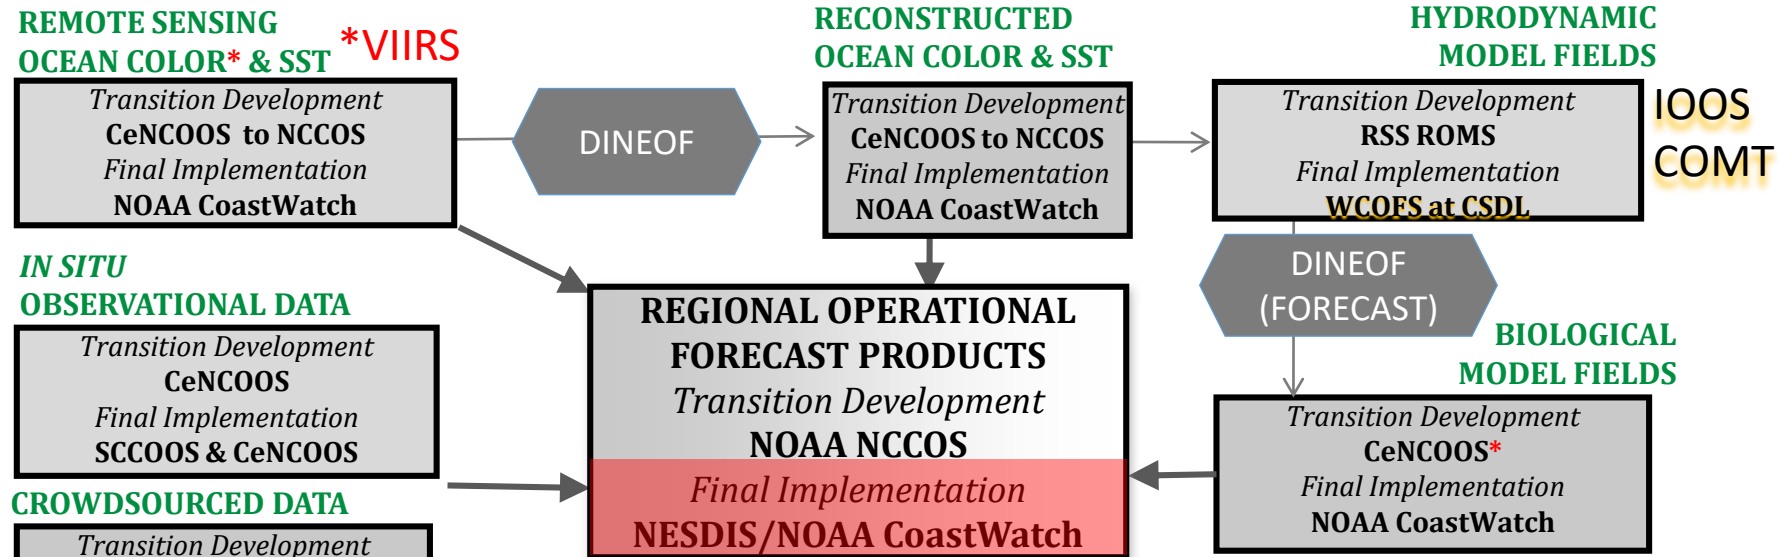 REMOTE SENSING
OCEAN COLOR* & SST
*VIIRS
Transition Development
CeNCOOS to NCCOS
Final Implementation
NOAA CoastWatch
DINEOF
RECONSTRUCTED
OCEAN COLOR & SST
Transition Development
CeNCOOS to NCCOS
Final Implementation
NOAA CoastWatch
HYDRODYNAMIC
MODEL FIELDS
Transition Development
RSS ROMS
Final Implementation
WCOFS at CSDL
IOOS
COMT
IN SITU
OBSERVATIONAL DATA
Transition Development
CeNCOOS
Final Implementation
SCCOOS & CeNCOOS
REGIONAL OPERATIONAL
FORECAST PRODUCTS
Transition Development
NOAA NCCOS
Final Implementation
NESDIS/NOAA CoastWatch
DINEOF
(FORECAST)
BIOLOGICAL
MODEL FIELDS
Transition Development
CeNCOOS*
Final Implementation
NOAA CoastWatch
CROWDSOURCED DATA
Transition Development